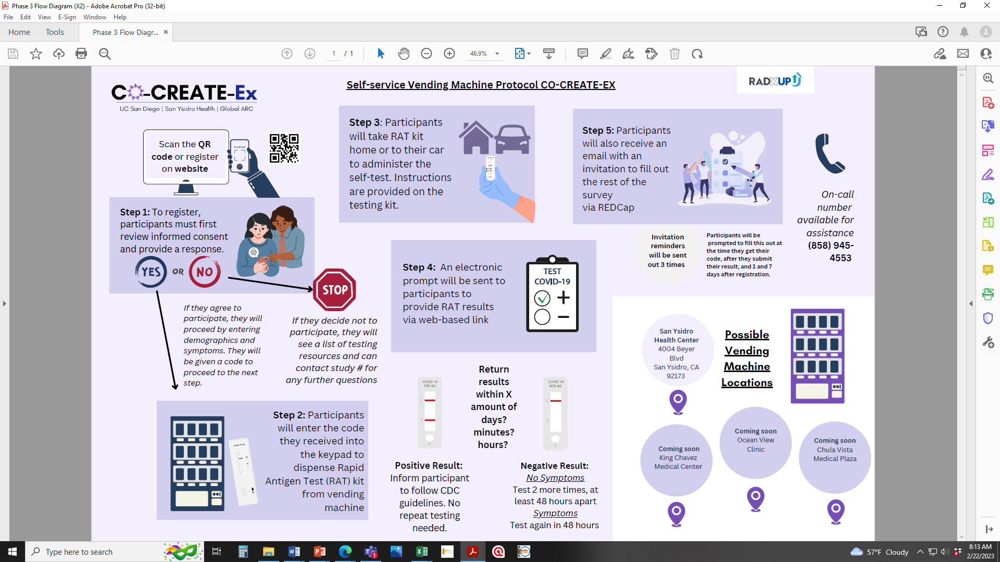 Phase 3 Flow Diagram (X2) - Adobe Acrobat Pro (32-bit)
File Edit View E-Sign Window Help
Home Tools Phase 3 Flow Diagr... ×
1 / 1 46.9%
CO-CREATE-Ex
UC San Diego | San Ysidro Health | Global ARC
Self-service Vending Machine Protocol CO-CREATE-EX
RADXUP
Scan the QR
code or register
on website
Step 1: To register,
participants must first
review informed consent
and provide a response.
YES OR NO
STOP
If they agree to
participate, they will
proceed by entering
demographics and
symptoms. They will
be given a code to
proceed to the next
step.
If they decide not to
participate, they will
see a list of testing
resources and can
contact study # for
any further questions
Step 2: Participants
will enter the code
they received into
the keypad to
dispense Rapid
Antigen Test (RAT) kit
from vending
machine
Step 3: Participants
will take RAT kit
home or to their car
to administer the
self-test. Instructions
are provided on the
testing kit.
Step 4: An electronic
prompt will be sent to
participants to
provide RAT results
via web-based link
TEST
COVID-19
Return
results
within X
amount of
days?
minutes?
hours?
COVID 19
RTK-AG
C
T
S
COVID 19
RTK-AG
C
T
S
Positive Result:
Inform participant
to follow CDC
guidelines. No
repeat testing
needed.
Negative Result:
No Symptoms
Test 2 more times, at
least 48 hours apart
Symptoms
Test again in 48 hours
Step 5: Participants
will also receive an
email with an
invitation to fill out
the rest of the
survey
via REDCap
Invitation
reminders
will be sent
out 3 times
Participants will be
prompted to fill this out at
the time they get their
code, after they submit
their result, and 1 and 7
days after registration.
On-call
number
available for
assistance
(858) 945-
4553
Possible
Vending
Machine
Locations
San Ysidro
Health Center
4004 Beyer
Blvd
San Ysidro, CA
92173
Coming soon
King Chavez
Medical Center
Coming soon
Ocean View
Clinic
Coming soon
Chula Vista
Medical Plaza
Type here to search
57°F Cloudy
8:13 AM
2/22/2023